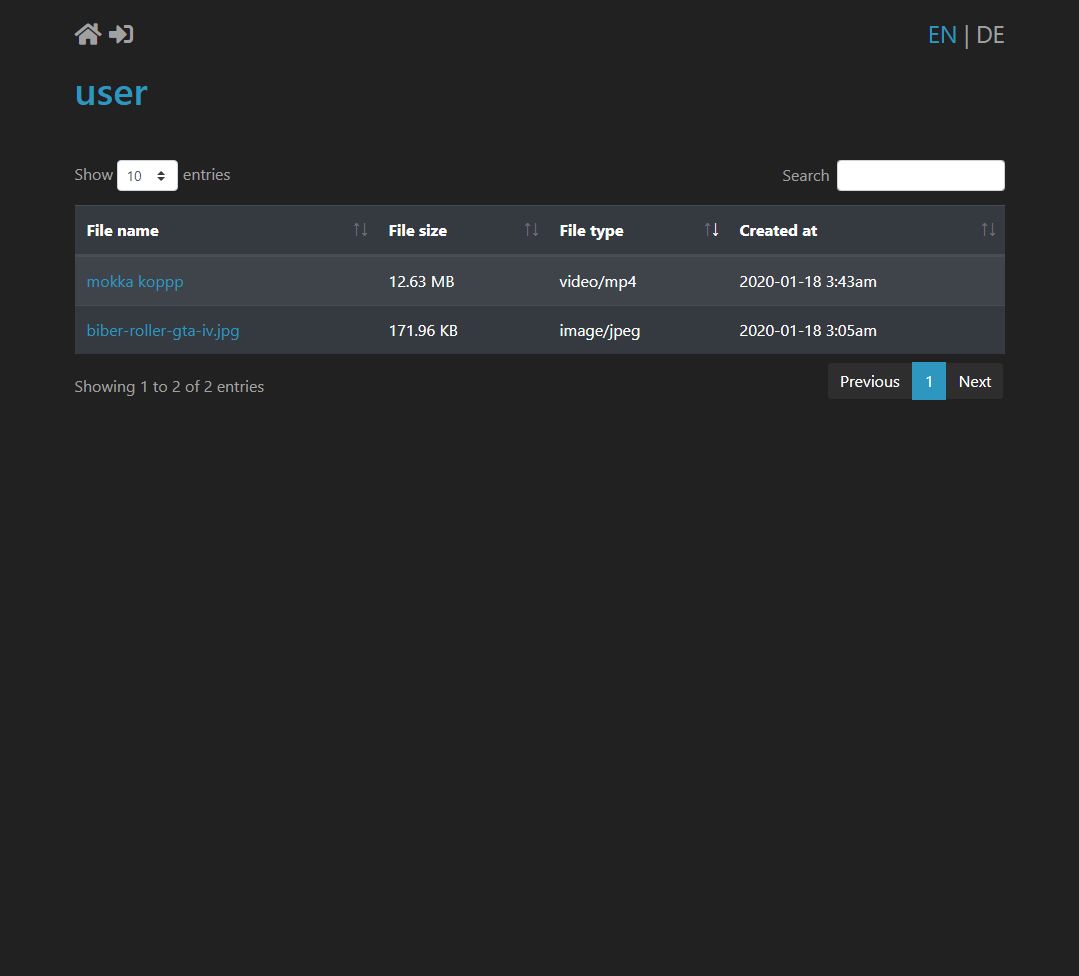 EN | DE
user
Show 10 entries Search
File name File size File type Created at
mokka koppp 12.63 MB video/mp4 2020-01-18 3:43am
biber-roller-gta-iv.jpg 171.96 KB image/jpeg 2020-01-18 3:05am
Showing 1 to 2 of 2 entries Previous 1 Next